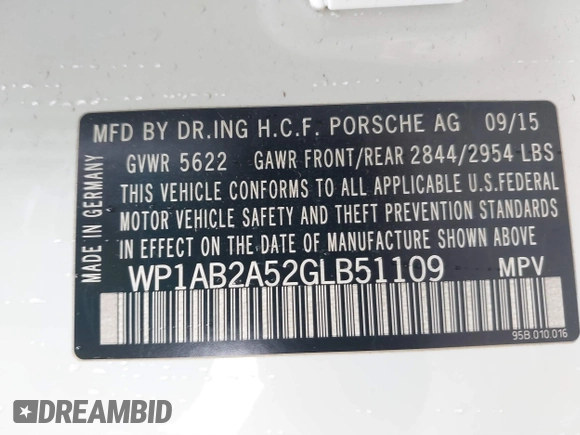 MFD BY DR.ING H.C.F. PORSCHE AG 09/15
GVWR 5622 GAWR FRONT/REAR 2844/2954 LBS
THIS VEHICLE CONFORMS TO ALL APPLICABLE U.S.FEDERAL
MOTOR VEHICLE SAFETY AND THEFT PREVENTION STANDARDS
IN EFFECT ON THE DATE OF MANUFACTURE SHOWN ABOVE
WP1AB2A52GLB51109 MPV
MADE IN GERMANY
95B.010.016
DREAMBID